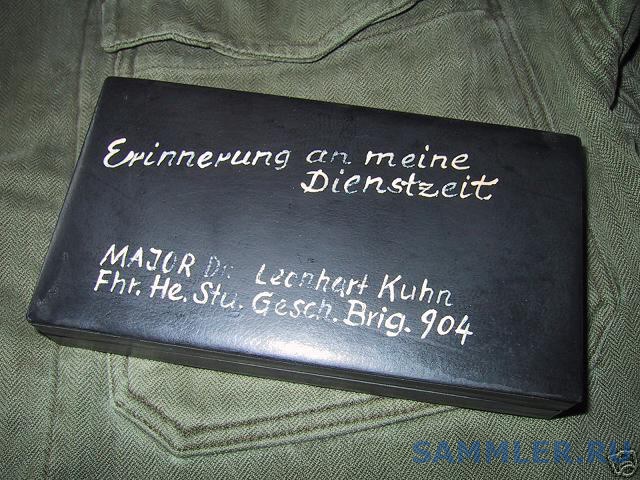 Erinnerung an meine
Dienstzeit
MAJOR Dr. Leonhart Kuhn
Fhr. He. Stu. Gesch. Brig. 904
SAMMLER.RU